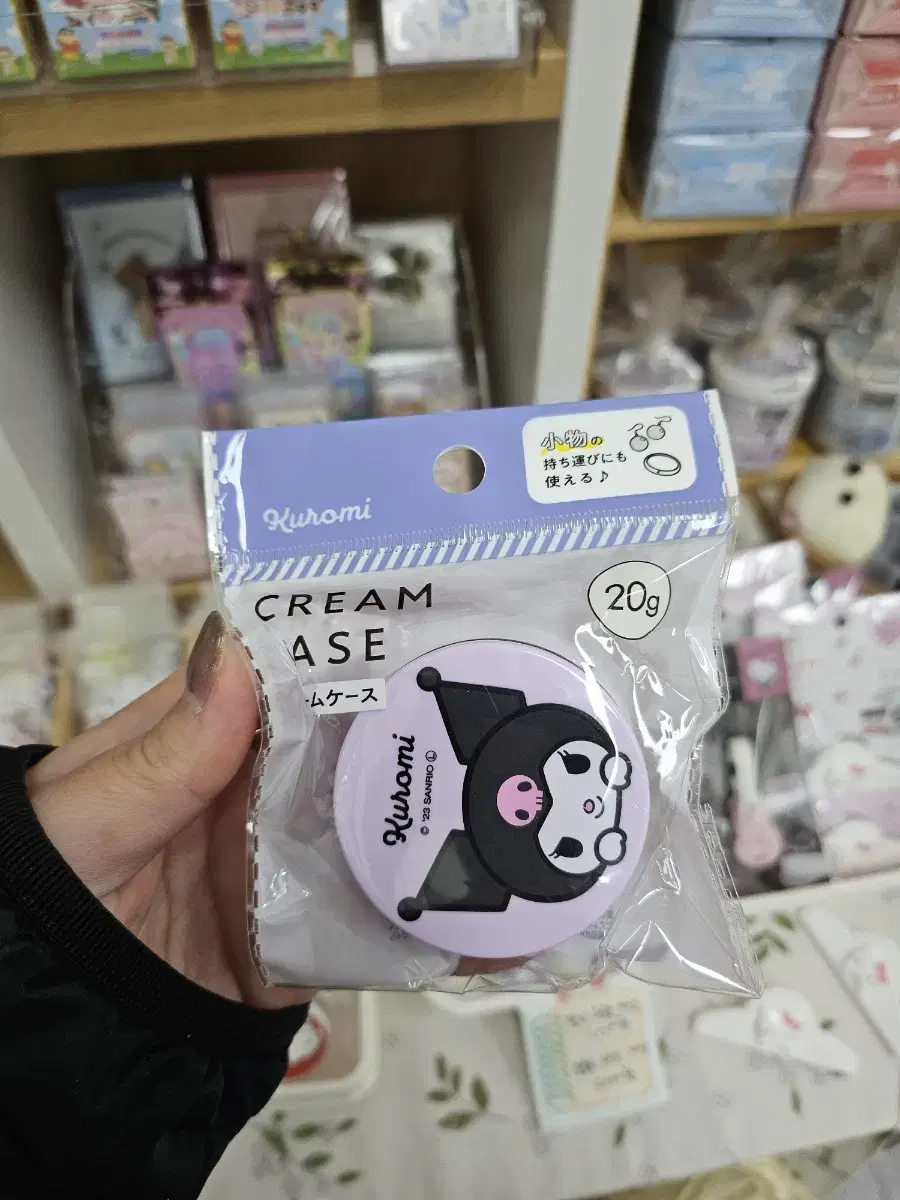 小物の
持ち運びにも
使える♪
Kuromi
CREAM
ASE
ームケース
20g
Kuromi
© '23 SANRIO Ⓛ